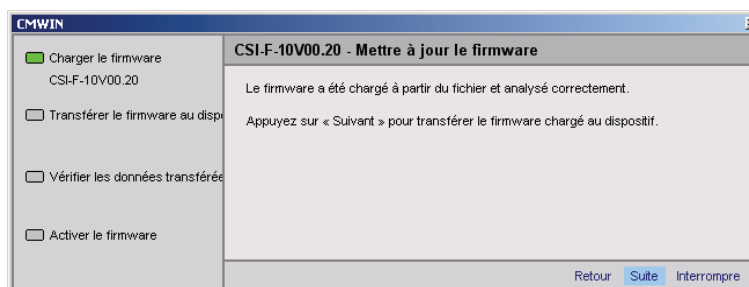 CMWIN
Charger le firmware
CSI-F-10V00.20
Transférer le firmware au
Vérifier les données
Activer le firmware
CSI-F-10V00.20 - Mettre à jour le firmware
Le firmware a été chargé à partir du fichier et analysé correctement.
Appuyez sur « Suivant » pour transférer le firmware chargé au dispositif.
Retour Suite Interrompre